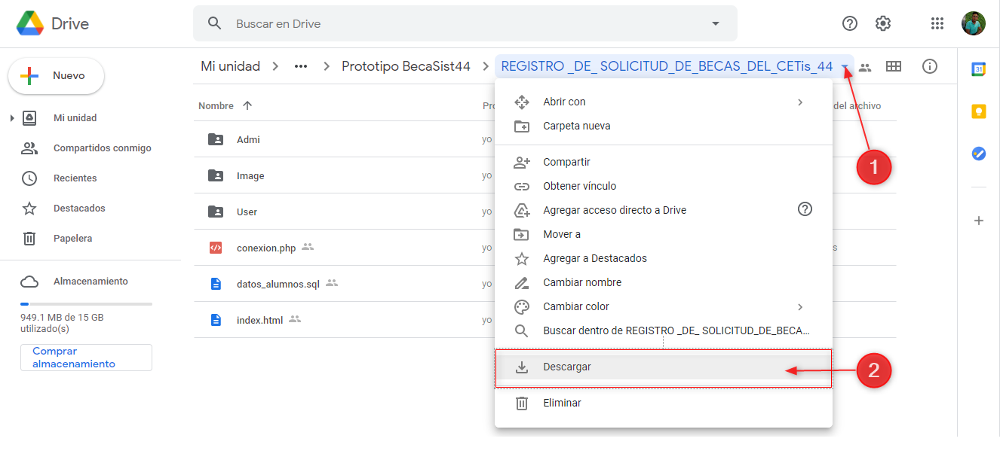 Drive
Buscar en Drive
Nuevo
Mi unidad
Compartidos conmigo
Recientes
Destacados
Papelera
Almacenamiento
949.1 MB de 15 GB
utilizado(s)
Comprar
almacenamiento
Mi unidad > ••• > Prototipo BecaSist44 > REGISTRO _DE_ SOLICITUD_DE_BECAS_DEL_CETis_44
Nombre
del archivo
Admi
yo
Image
yo
User
yo
conexion.php
yo
datos_alumnos.sql
yo
index.html
yo
Abrir con
Carpeta nueva
Compartir
Obtener vínculo
Agregar acceso directo a Drive
Mover a
Agregar a Destacados
Cambiar nombre
Cambiar color
Buscar dentro de REGISTRO _DE_ SOLICITUD_DE_BECA...
Descargar
Eliminar
1
2
31